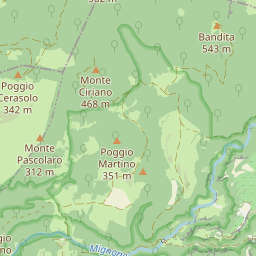 Bandita
543 m
Monte
Ciriano
468 m
Poggio
Cerasolo
342 m
Monte
Pascolaro
312 m
Poggio
Martino
351 m